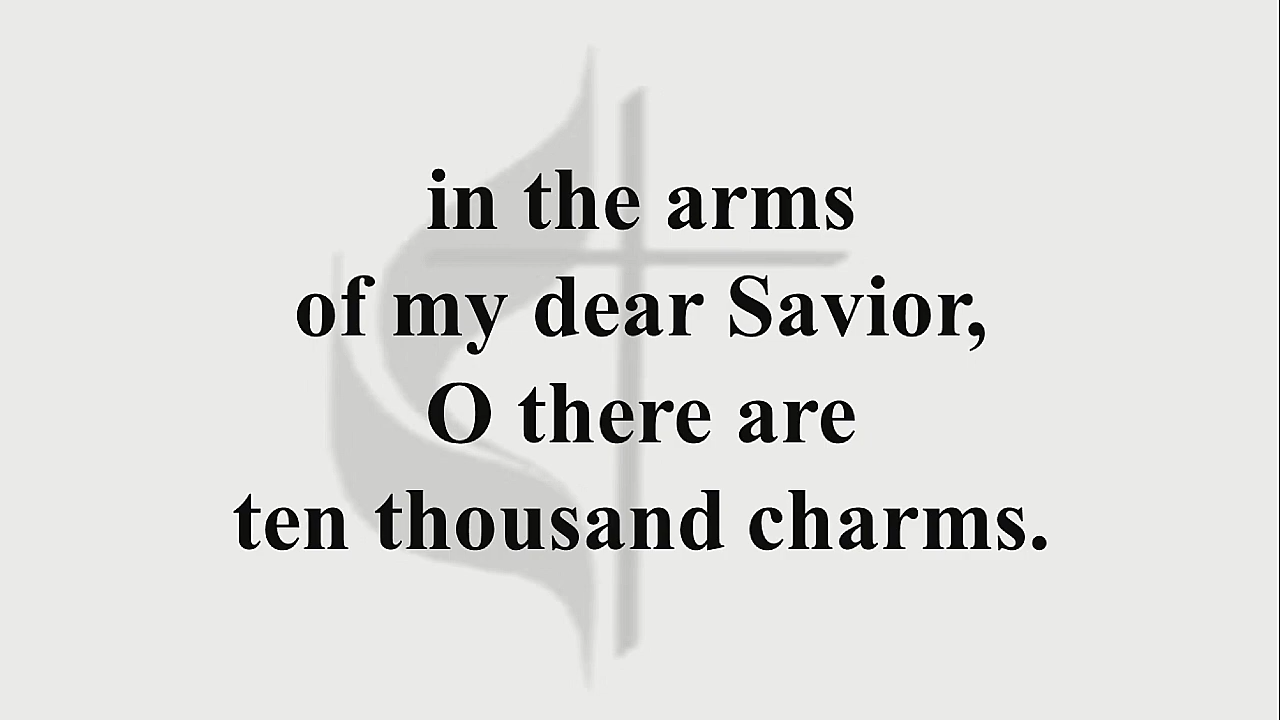 in the arms
of my dear Savior,
O there are
ten thousand charms.